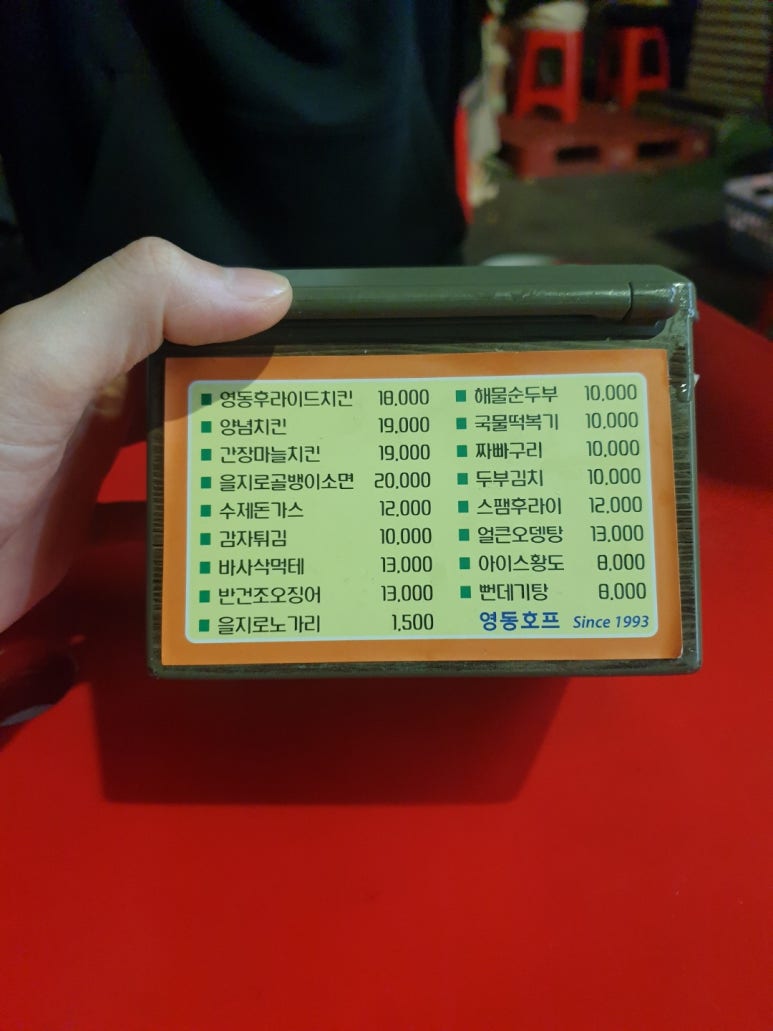 ■ 영동후라이드치킨 18,000
■ 양념치킨 19,000
■ 간장마늘치킨 19,000
■ 을지로골뱅이소면 20,000
■ 수제돈가스 12,000
■ 감자튀김 10,000
■ 바사삭먹테 13,000
■ 반건조오징어 13,000
■ 을지로노가리 1,500
■ 해물순두부 10,000
■ 국물떡볶기 10,000
■ 짜빠구리 10,000
■ 두부김치 10,000
■ 스팸후라이 12,000
■ 얼큰오뎅탕 13,000
■ 아이스황도 8,000
■ 뻔데기탕 8,000
영동호프 Since 1993